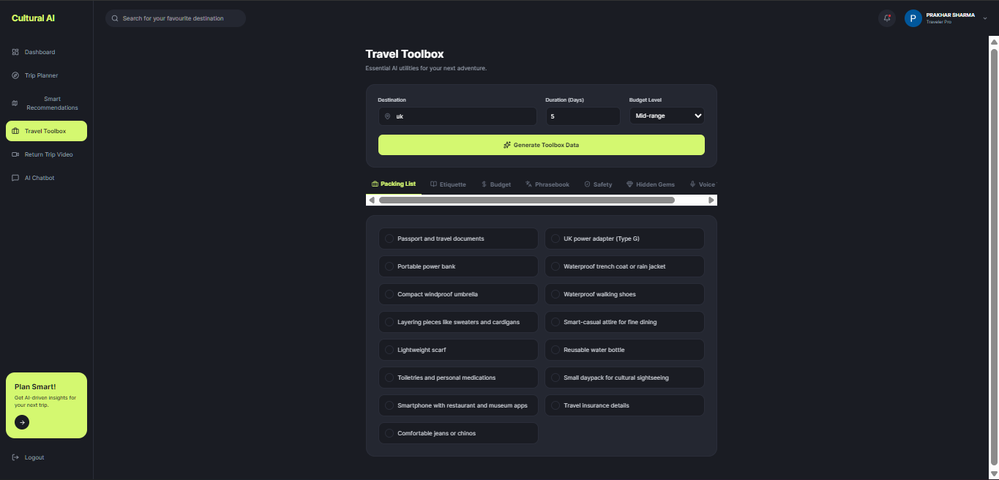 Cultural AI
Search for your favourite destination
P
PRAKHAR SHARMA
Traveler Pro
Dashboard
Trip Planner
Smart
Recommendations
Travel Toolbox
Return Trip Video
AI Chatbot
Plan Smart!
Get AI-driven insights for
your next trip.
Logout
Travel Toolbox
Essential AI utilities for your next adventure.
Destination
Duration (Days)
Budget Level
uk
5
Mid-range
Generate Toolbox Data
Packing List
Etiquette
Budget
Phrasebook
Safety
Hidden Gems
Voice
Passport and travel documents
UK power adapter (Type G)
Portable power bank
Waterproof trench coat or rain jacket
Compact windproof umbrella
Waterproof walking shoes
Layering pieces like sweaters and cardigans
Smart-casual attire for fine dining
Lightweight scarf
Reusable water bottle
Toiletries and personal medications
Small daypack for cultural sightseeing
Smartphone with restaurant and museum apps
Travel insurance details
Comfortable jeans or chinos